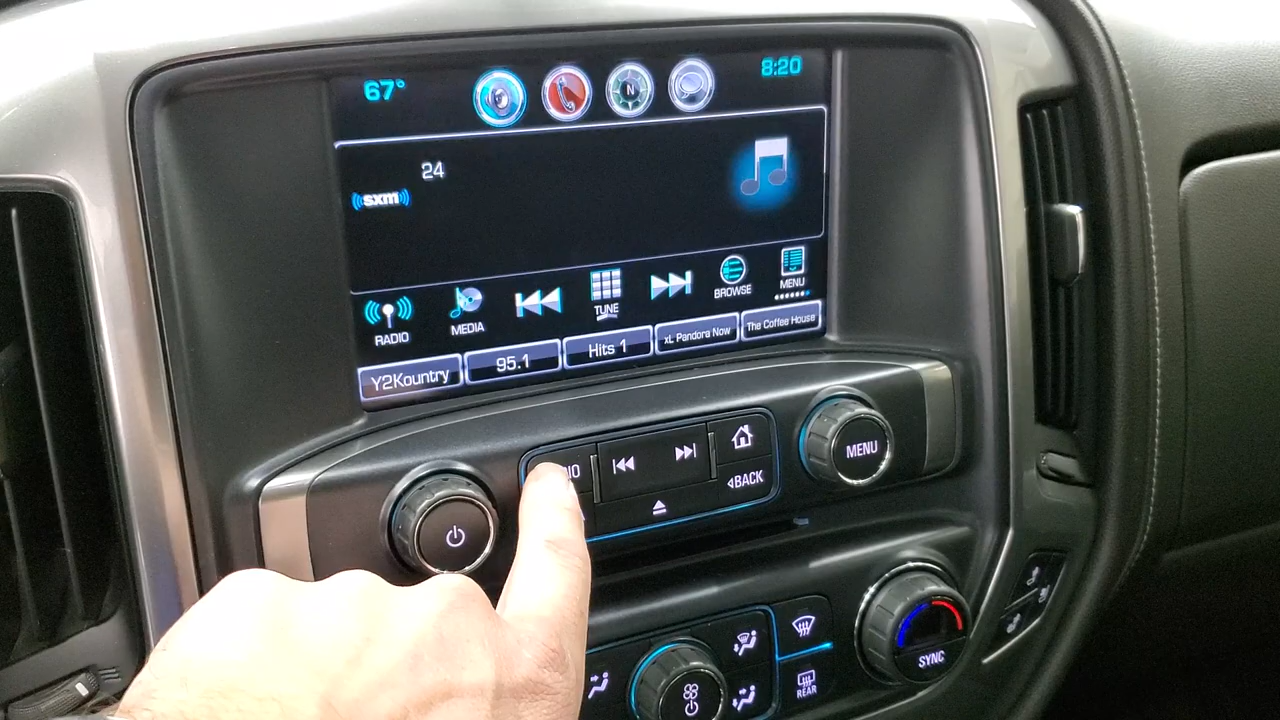 67°
N
8:20
24
sxm
RADIO
MEDIA
TUNE
BROWSE
MENU
Y2Kountry
95.1
Hits 1
xL Pandora Now
The Coffee House
MENU
BACK
SYNC
REAR